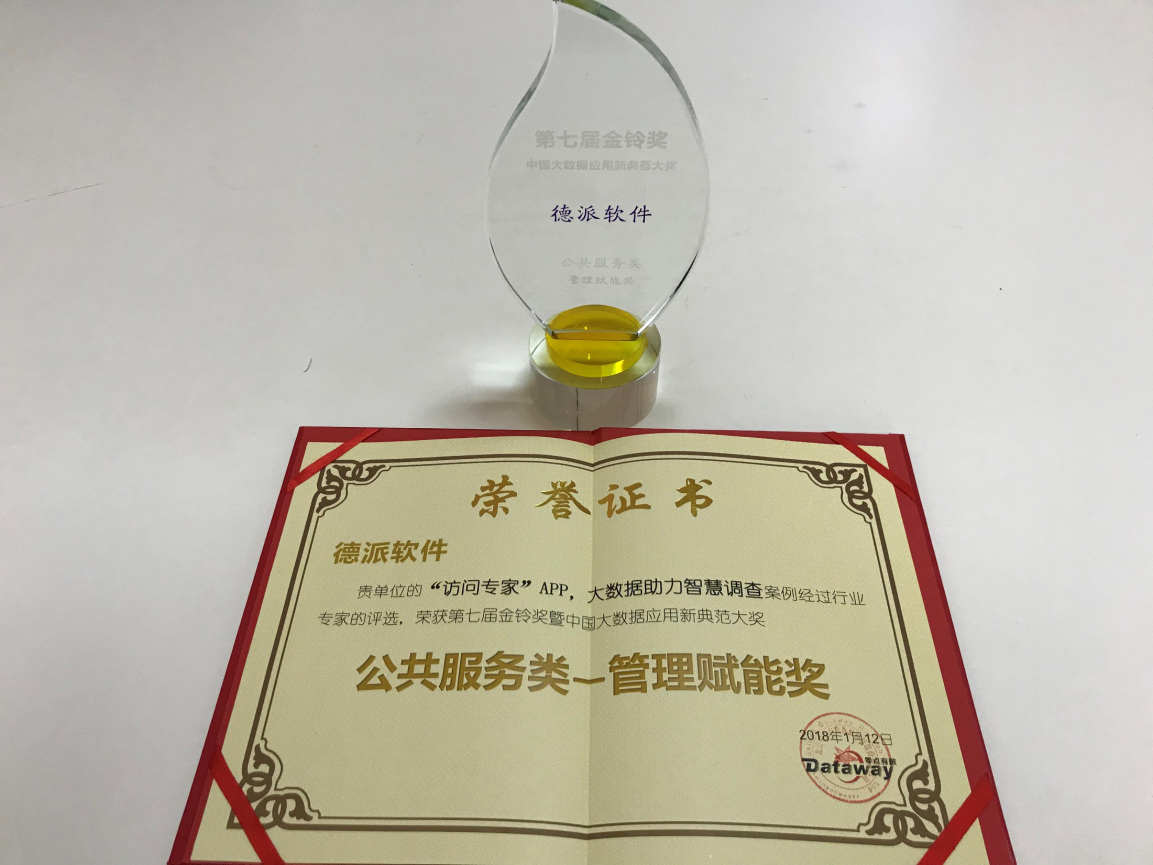 第七届金铃奖
中国大数据应用新典范大奖
德派软件
公共服务类
管理赋能奖
荣誉证书
德派软件
贵单位的“访问专家”APP，大数据助力智慧调查案例经过行业
专家的评选，荣获第七届金铃奖暨中国大数据应用新典范大奖
公共服务类—管理赋能奖
2018年1月12日
零点有数
Dataway